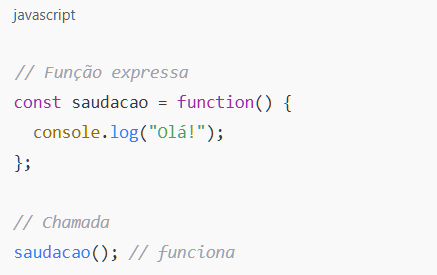 javascript
// Função expressa
const saudacao = function() {
  console.log("Olá!");
};
// Chamada
saudacao(); // funciona